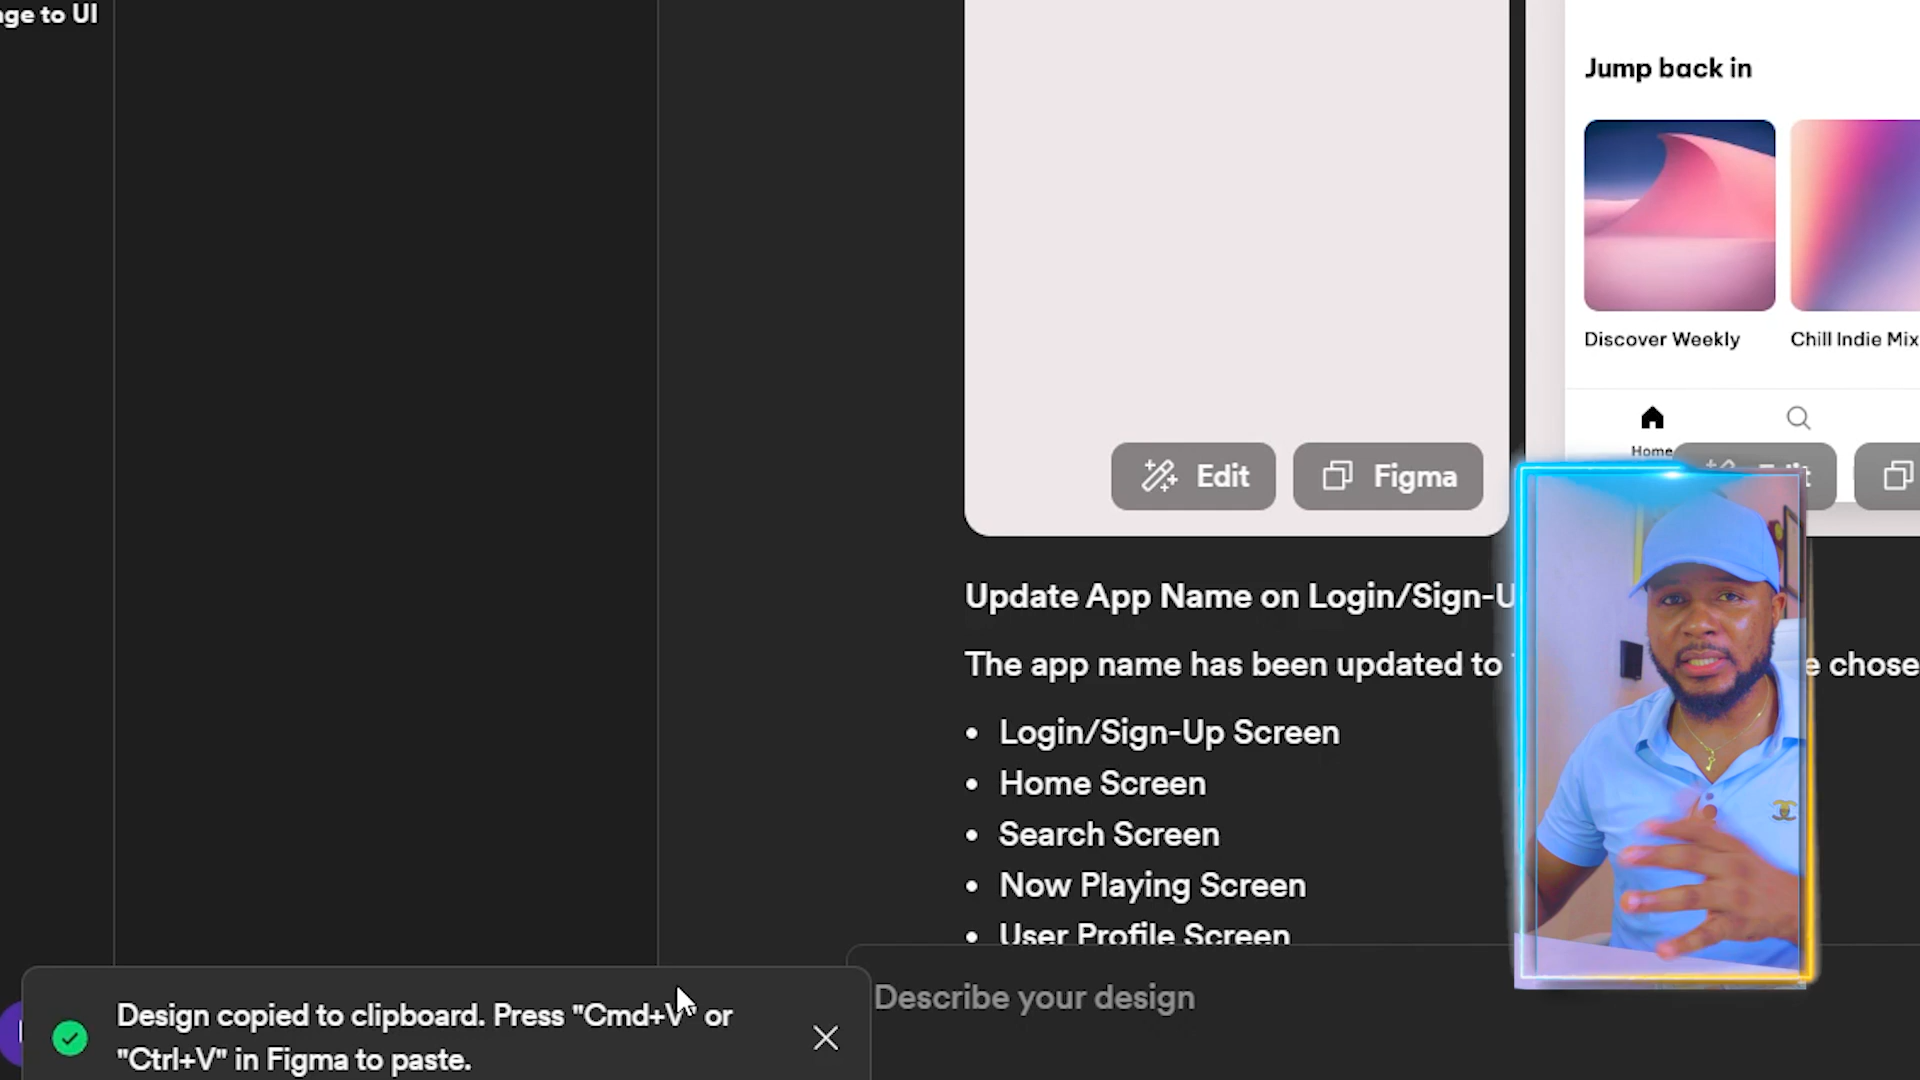 ge to UI
Jump back in
Discover Weekly
Chill Indie Mix
Home
Edit
Figma
Update App Name on Login/Sign-U
The app name has been updated to
e chose
• Login/Sign-Up Screen
• Home Screen
• Search Screen
• Now Playing Screen
• User Profile Screen
Describe your design
Design copied to clipboard. Press "Cmd+V" or
"Ctrl+V" in Figma to paste.